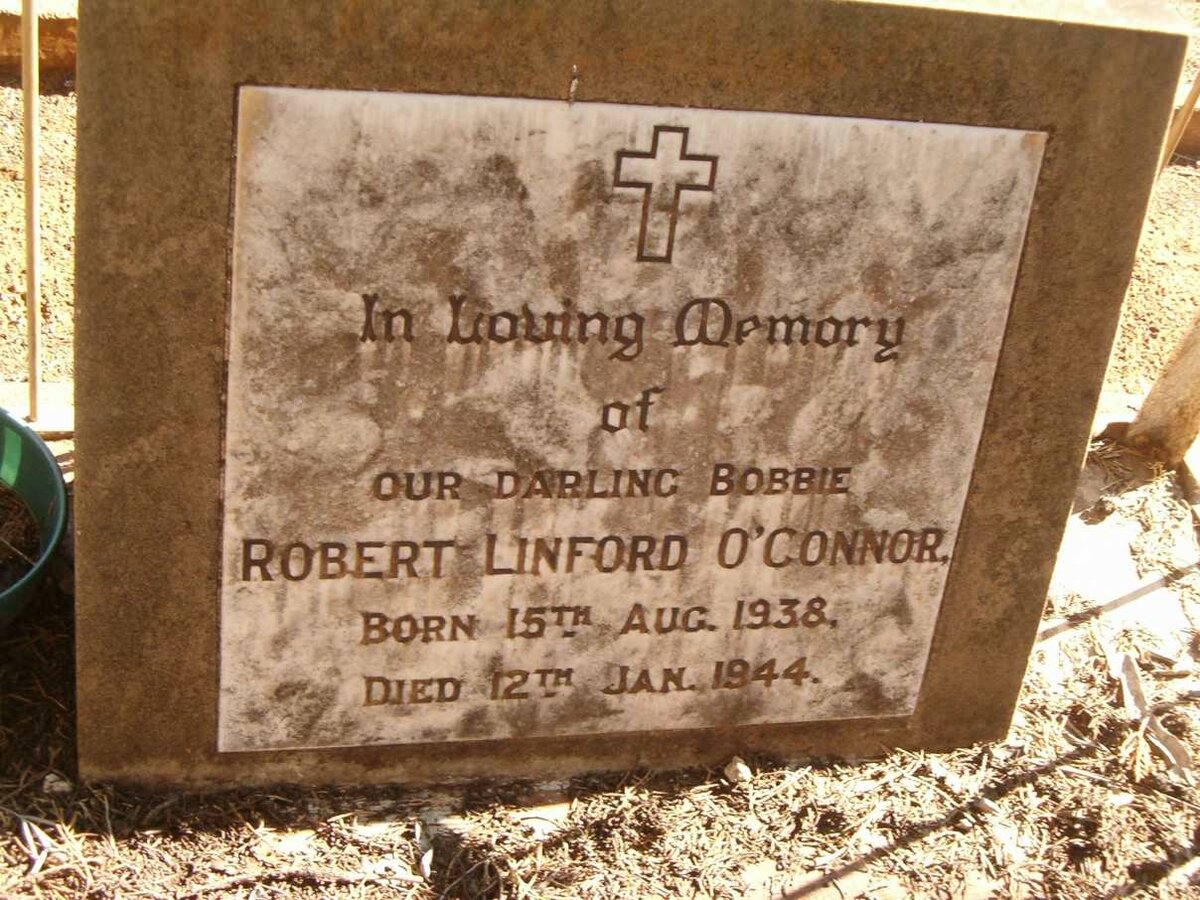 In Loving Memory
of
OUR DARLING BOBBIE
ROBERT LINFORD O'CONNOR,
BORN 15TH AUG. 1938.
DIED 12TH JAN. 1944.